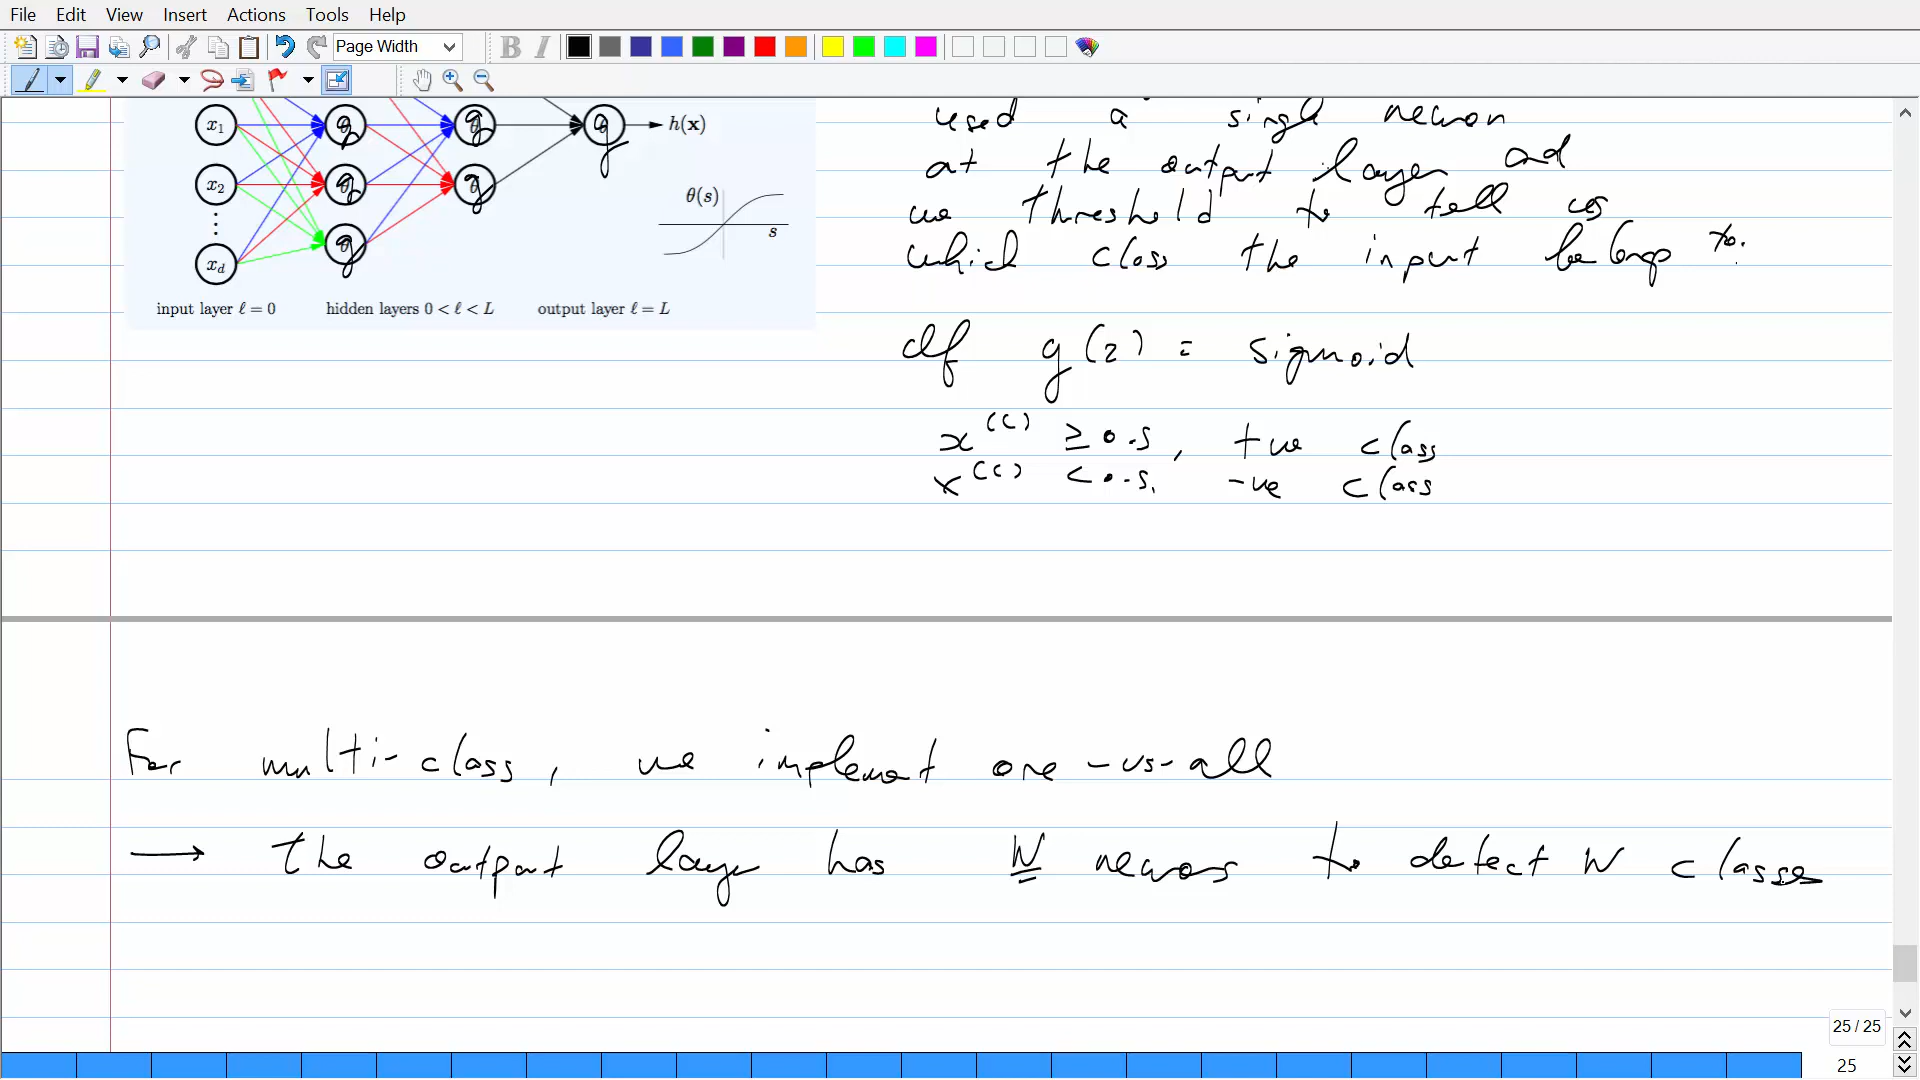 File Edit View Insert Actions Tools Help
Page Width
B I
x1 g g g h(x)
x2 g g
xd g
θ(s)
s
input layer ℓ = 0 hidden layers 0 < ℓ < L output layer ℓ = L
used a single neuron
at the output layer and
we threshold to tell us
which class the input belongs to.
If g(z) = sigmoid
x^(L) ≥ 0.5, +ve class
x^(L) < 0.5, -ve class
For multi-class, we implement one-vs-all
→ the output layer has N neurons to detect N classes
25 / 25
25